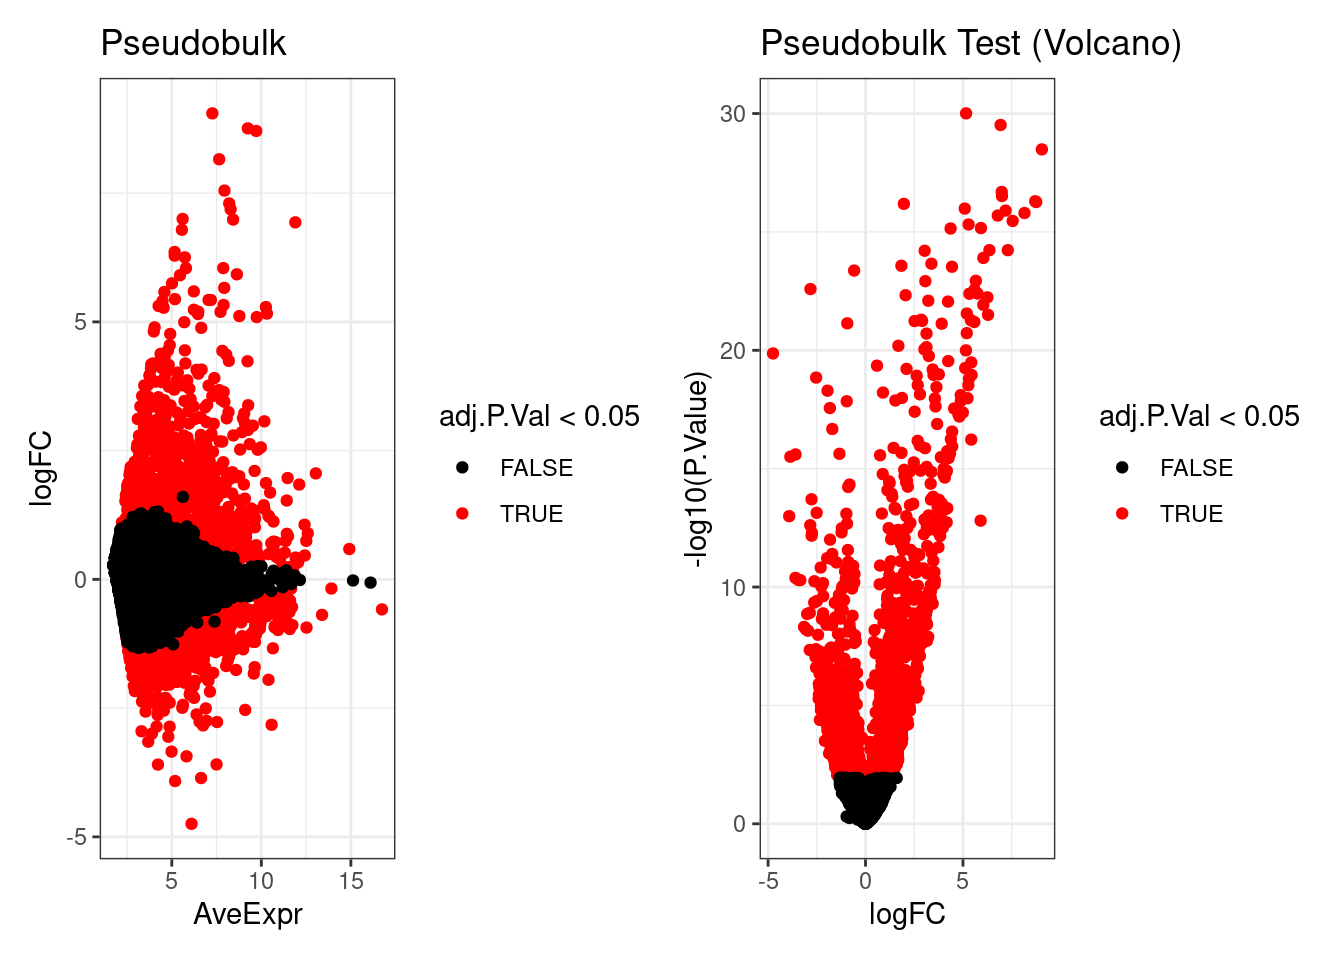 Pseudobulk
logFC
5
0
-5
5
10
15
AveExpr
adj.P.Val < 0.05
FALSE
TRUE
Pseudobulk Test (Volcano)
-log10(P.Value)
30
20
10
0
-5
0
5
logFC
adj.P.Val < 0.05
FALSE
TRUE